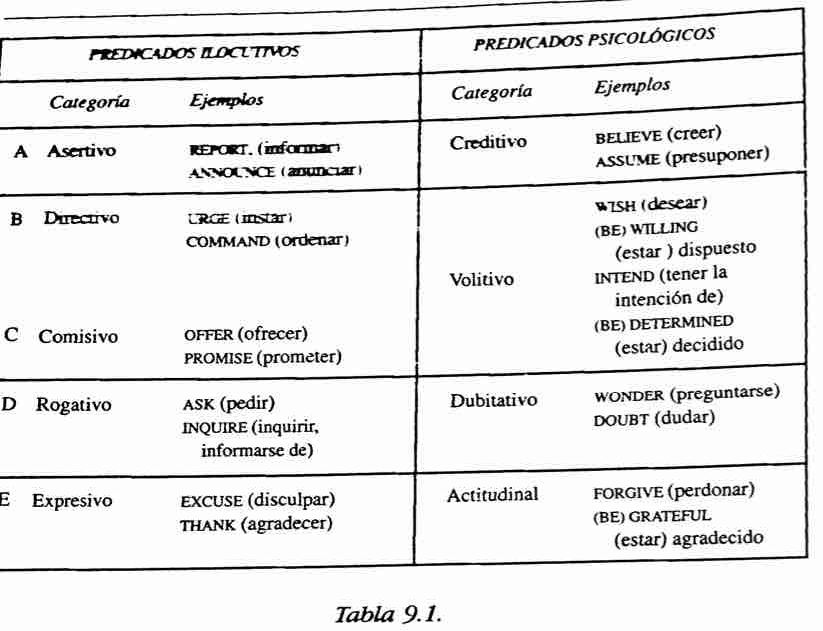 PREDICADOS ILOCUTIVOS PREDICADOS PSICOLÓGICOS
Categoría Ejemplos Categoría Ejemplos
A Asertivo REPORT. (informar) Creditivo BELIEVE (creer)
ANNOUNCE (anunciar) ASSUME (presuponer)
B Directivo URGE (instar) WISH (desear)
COMMAND (ordenar) (BE) WILLING
(estar ) dispuesto
Volitivo INTEND (tener la
intención de)
C Comisivo OFFER (ofrecer) (BE) DETERMINED
PROMISE (prometer) (estar) decidido
D Rogativo ASK (pedir) Dubitativo WONDER (preguntarse)
INQUIRE (inquirir, DOUBT (dudar)
informarse de)
E Expresivo EXCUSE (disculpar) Actitudinal FORGIVE (perdonar)
THANK (agradecer) (BE) GRATEFUL
(estar) agradecido
Tabla 9.1.